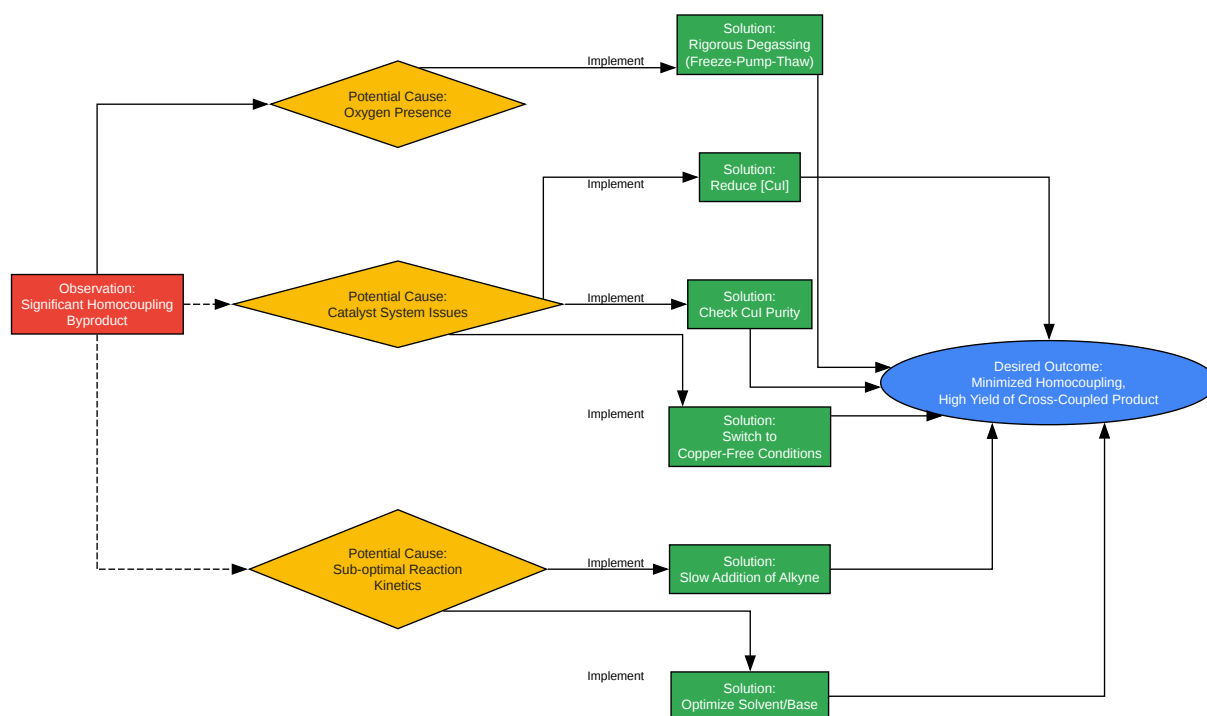 Solution:
Rigorous Degassing
(Freeze-Pump-Thaw)
Implement
Potential Cause:
Oxygen Presence
Solution:
Reduce [CuI]
Implement
Observation:
Significant Homocoupling
Byproduct
Potential Cause:
Catalyst System Issues
Implement
Solution:
Check CuI Purity
Desired Outcome:
Minimized Homocoupling,
High Yield of Cross-Coupled Product
Implement
Solution:
Switch to
Copper-Free Conditions
Potential Cause:
Sub-optimal Reaction
Kinetics
Implement
Solution:
Slow Addition of Alkyne
Implement
Solution:
Optimize Solvent/Base